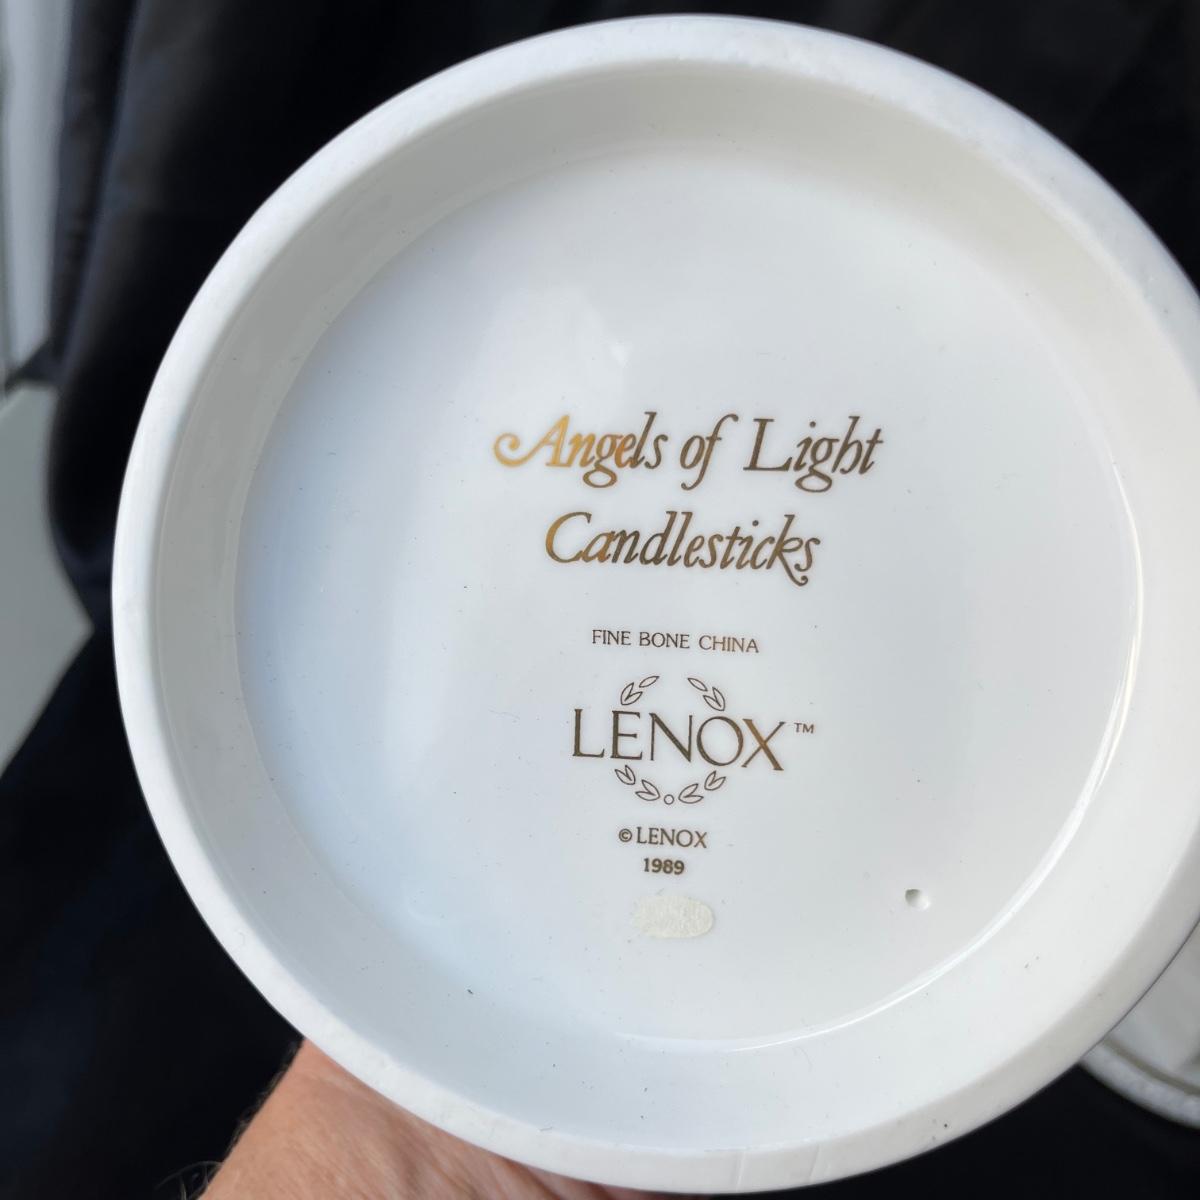 Angels of Light
Candlesticks
FINE BONE CHINA
LENOX™
©LENOX
1989